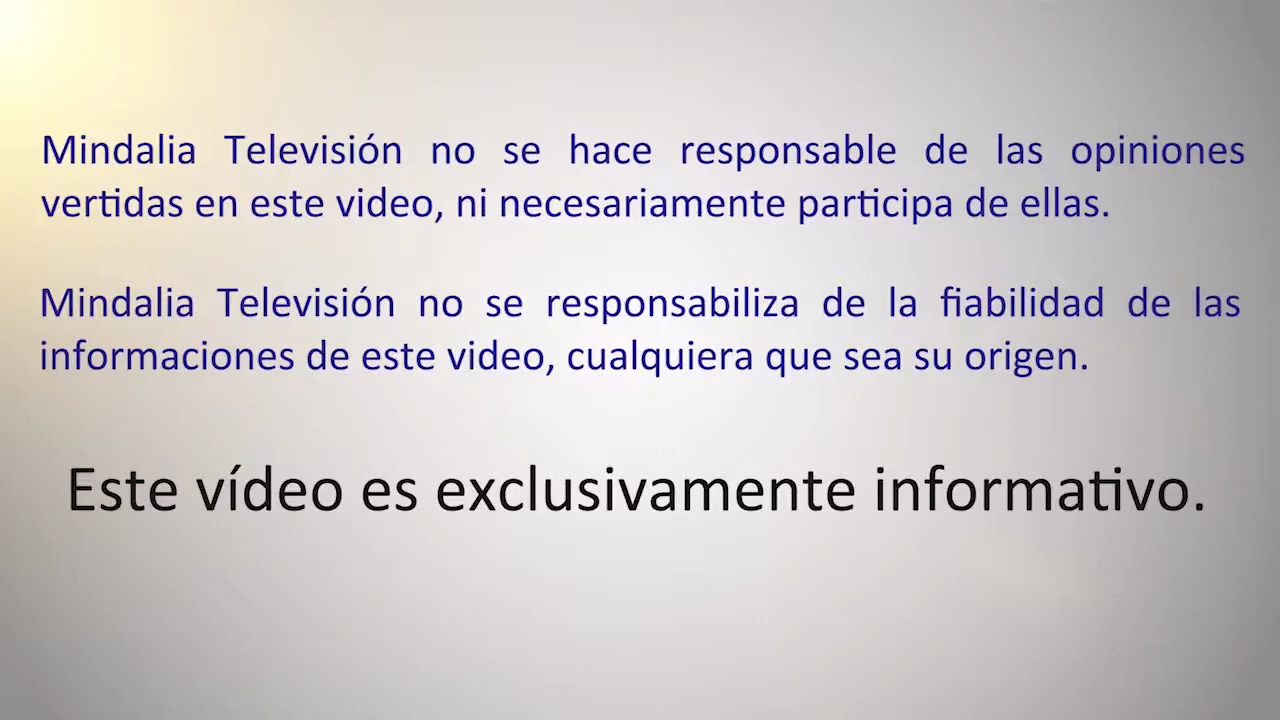 Mindalia Televisión no se hace responsable de las opiniones
vertidas en este video, ni necesariamente participa de ellas.
Mindalia Televisión no se responsabiliza de la fiabilidad de las
informaciones de este video, cualquiera que sea su origen.
Este vídeo es exclusivamente informativo.